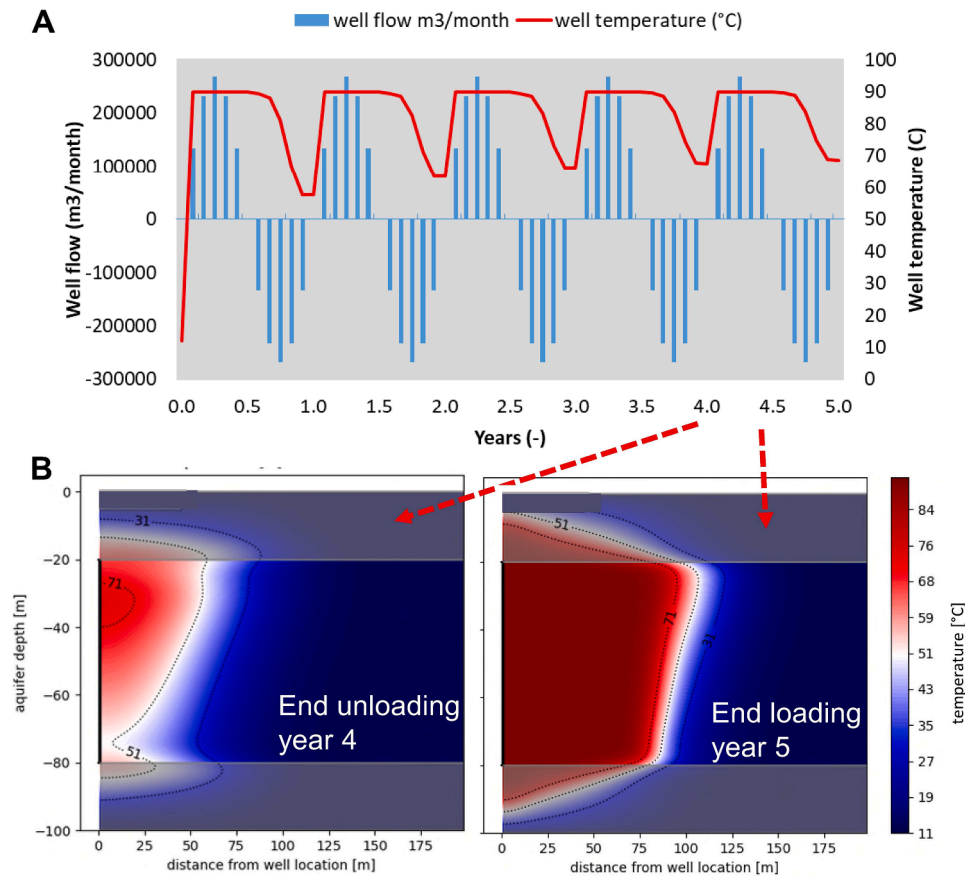 A
well flow m3/month well temperature (°C)
300000
200000
100000
0
-100000
-200000
-300000
Well flow (m3/month)
100
90
80
70
60
50
40
30
20
10
0
Well temperature (C)
0.0 0.5 1.0 1.5 2.0 2.5 3.0 3.5 4.0 4.5 5.0
Years (-)
B
0
−20
−40
−60
−80
−100
aquifer depth [m]
31
71
51
End unloading
year 4
0 25 50 75 100 125 150 175
distance from well location [m]
51
71
31
End loading
year 5
0 25 50 75 100 125 150 175
distance from well location [m]
84
76
68
59
51
43
35
27
19
11
temperature [°C]